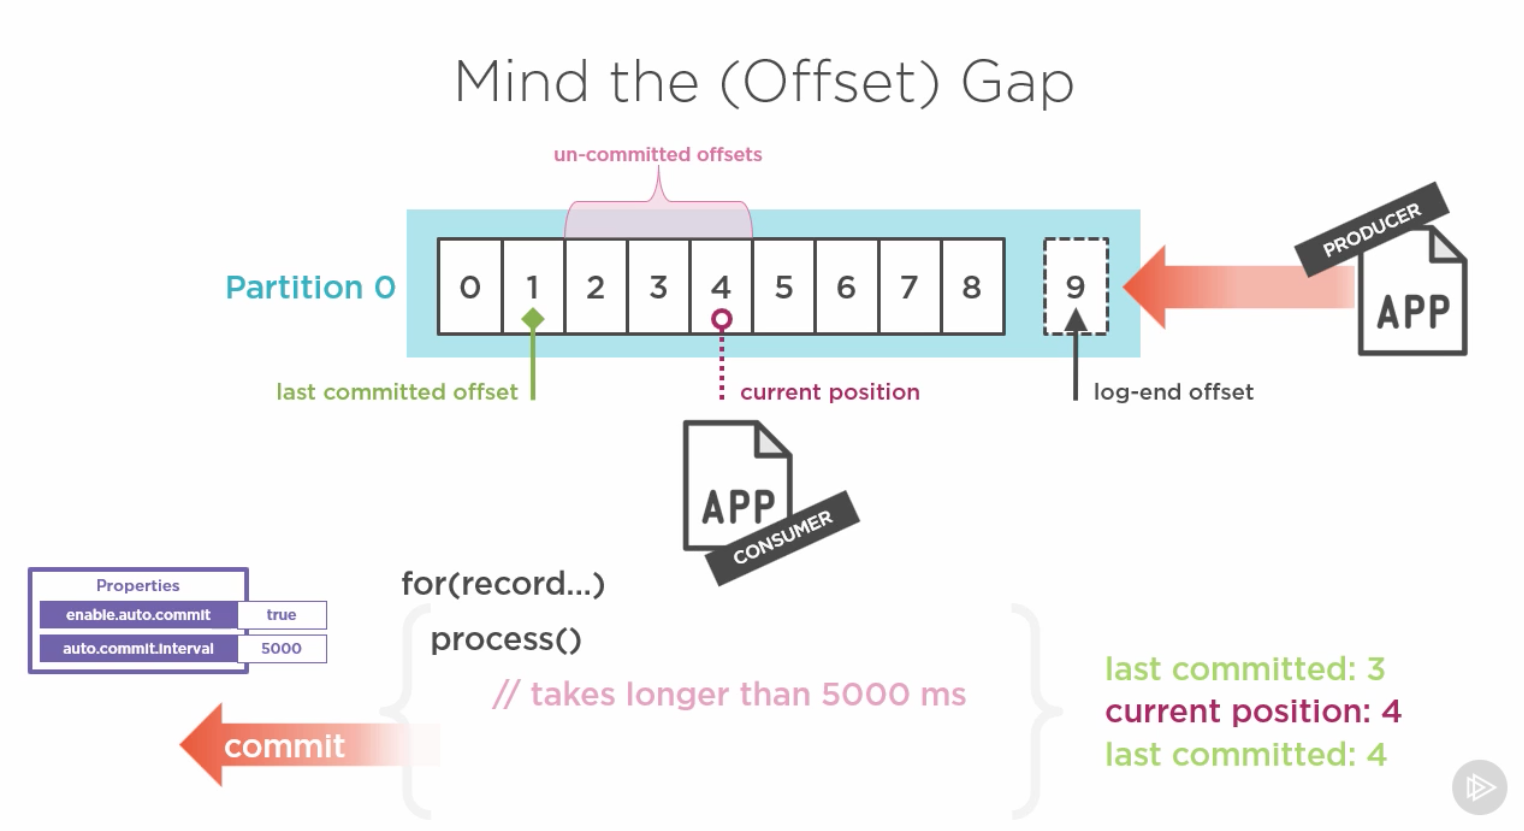 Mind the (Offset) Gap
un-committed offsets
PRODUCER
Partition 0
0 1 2 3 4 5 6 7 8 9
APP
last committed offset
current position
log-end offset
APP
CONSUMER
for(record...)
Properties
enable.auto.commit true
auto.commit.interval 5000
process()
// takes longer than 5000 ms
last committed: 3
current position: 4
last committed: 4
commit